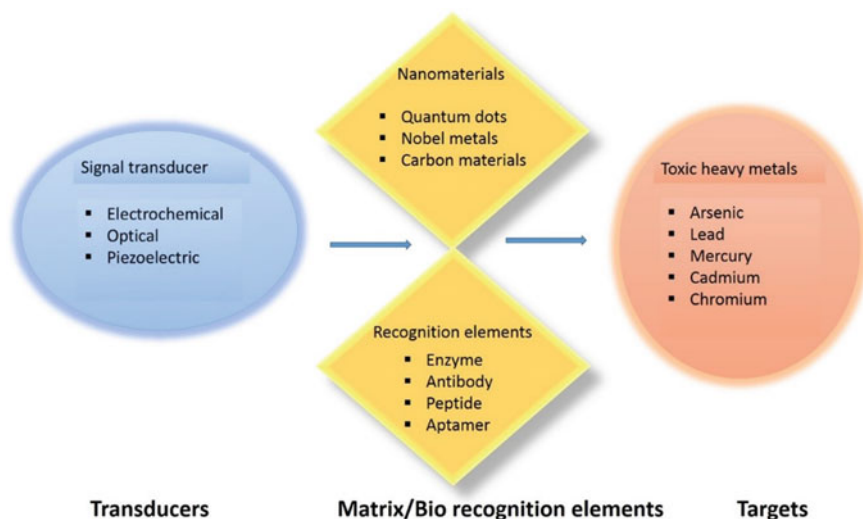 Signal transducer
▪ Electrochemical
▪ Optical
▪ Piezoelectric
Nanomaterials
▪ Quantum dots
▪ Nobel metals
▪ Carbon materials
Recognition elements
▪ Enzyme
▪ Antibody
▪ Peptide
▪ Aptamer
Toxic heavy metals
▪ Arsenic
▪ Lead
▪ Mercury
▪ Cadmium
▪ Chromium
Transducers
Matrix/Bio recognition elements
Targets